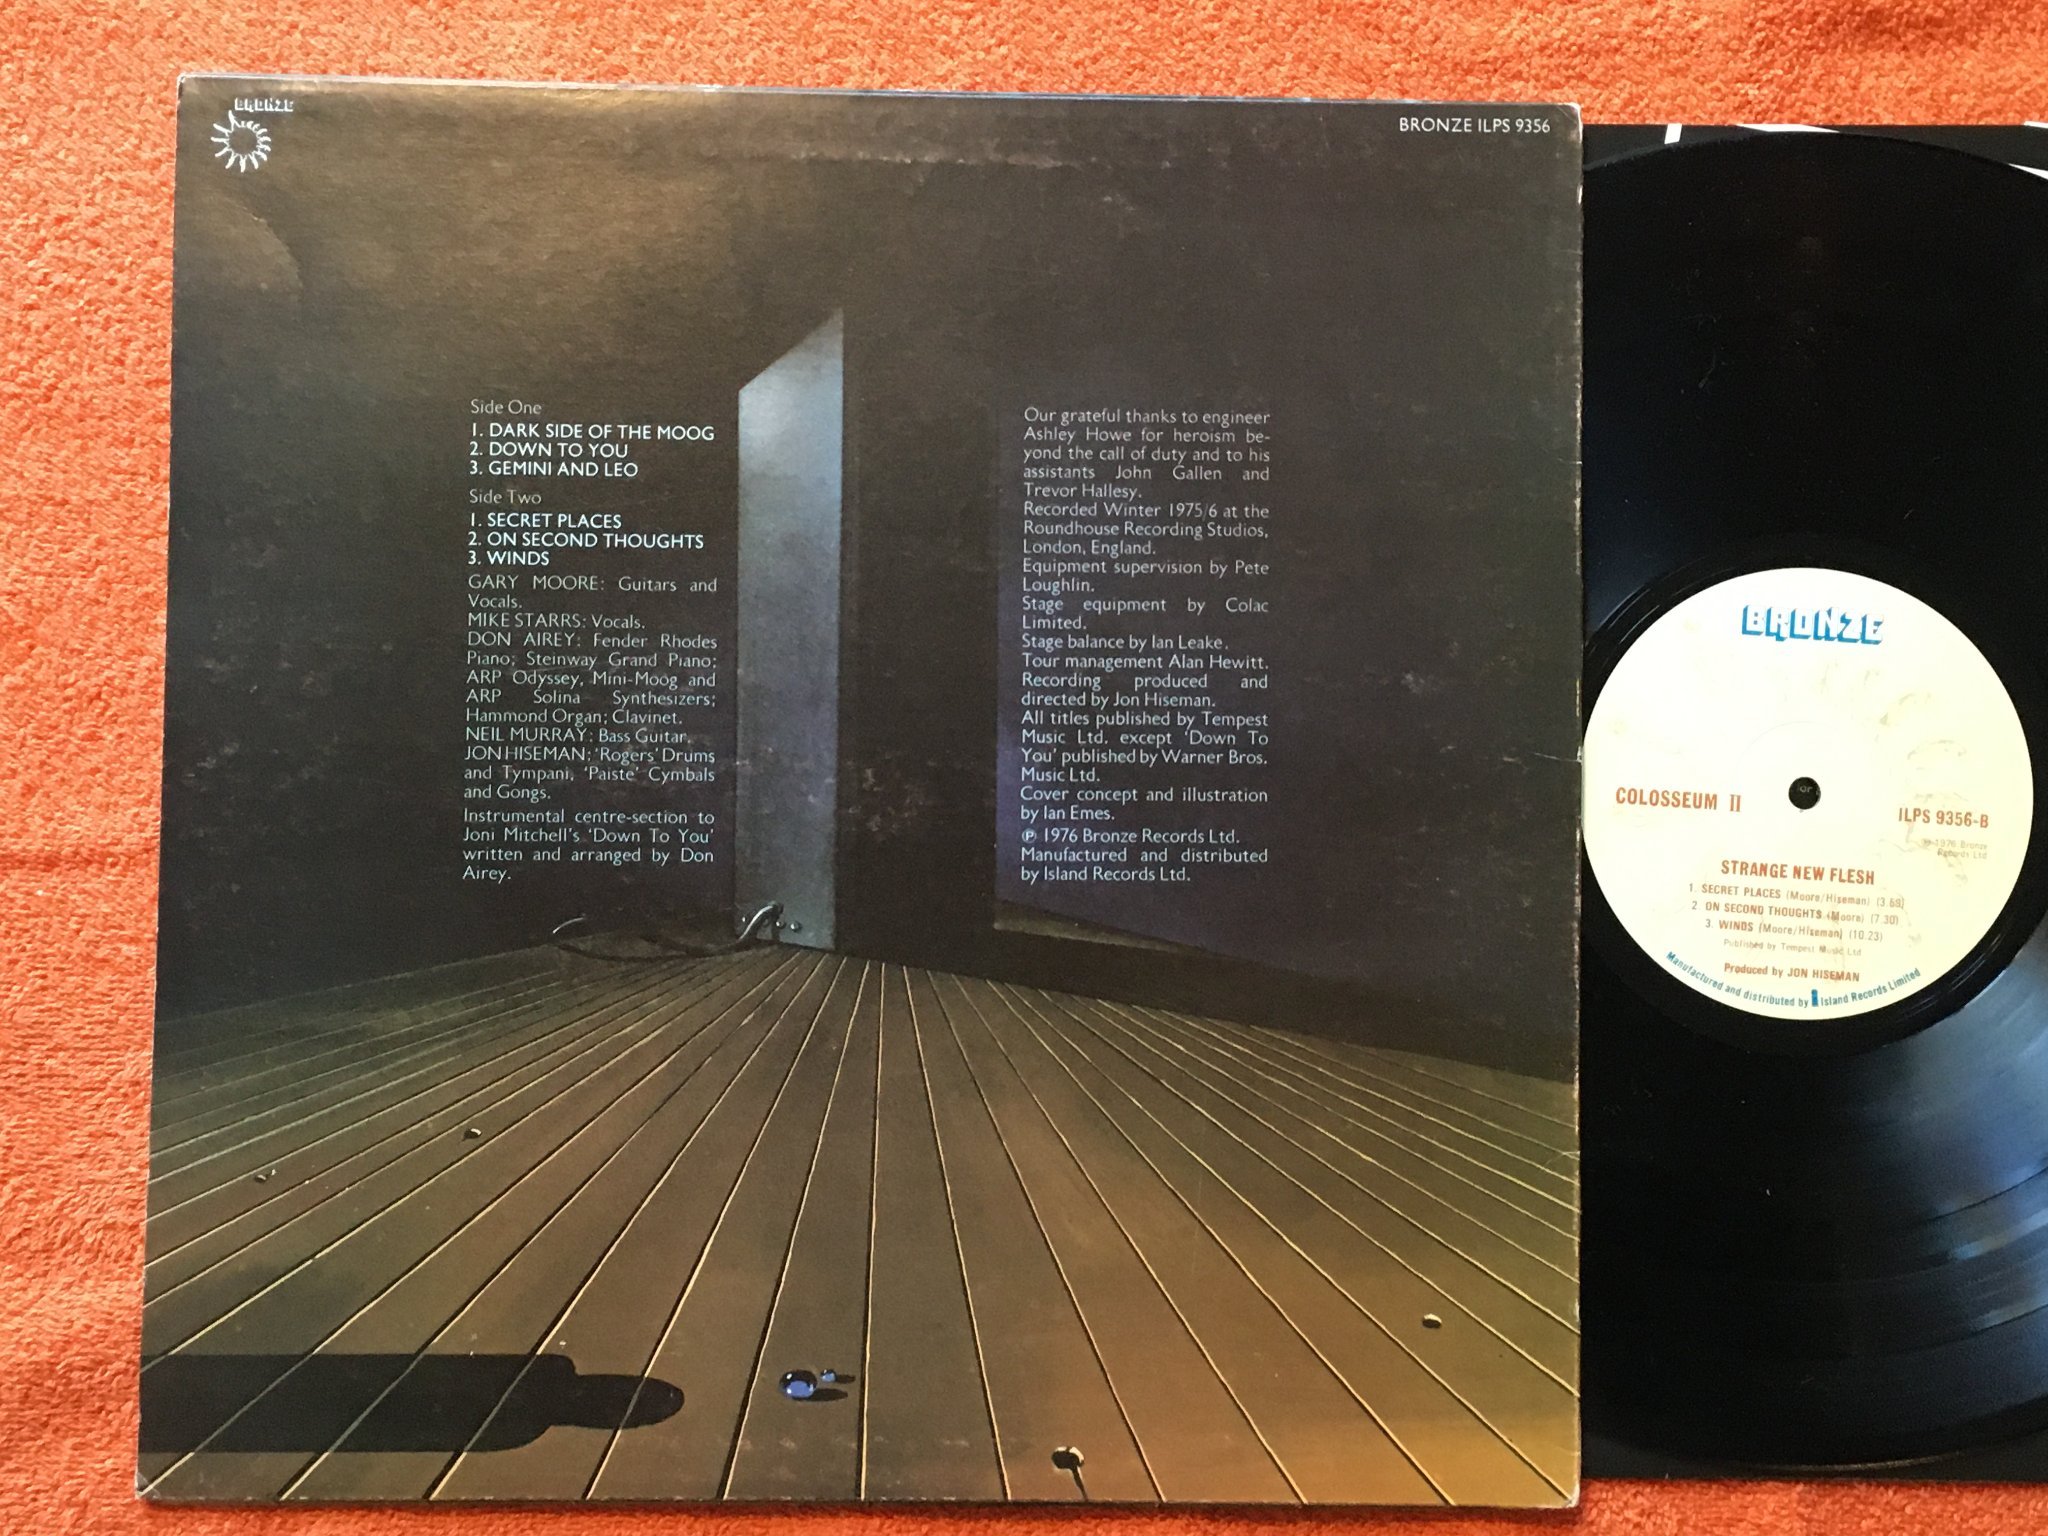 BRONZE
BRONZE ILPS 9356
Side One
1. DARK SIDE OF THE MOOG
2. DOWN TO YOU
3. GEMINI AND LEO
Side Two
1. SECRET PLACES
2. ON SECOND THOUGHTS
3. WINDS
GARY MOORE: Guitars and
Vocals.
MIKE STARRS: Vocals.
DON AIREY: Fender Rhodes
Piano; Steinway Grand Piano;
ARP Odyssey, Mini-Moog and
ARP Solina Synthesizers;
Hammond Organ; Clavinet.
NEIL MURRAY: Bass Guitar.
JON HISEMAN: 'Rogers' Drums
and Tympani, 'Paiste' Cymbals
and Gongs.
Instrumental centre-section to
Joni Mitchell's 'Down To You'
written and arranged by Don
Airey.
Our grateful thanks to engineer
Ashley Howe for heroism be-
yond the call of duty and to his
assistants John Gallen and
Trevor Hallesy.
Recorded Winter 1975/6 at the
Roundhouse Recording Studios,
London, England.
Equipment supervision by Pete
Loughlin.
Stage equipment by Colac
Limited.
Stage balance by Ian Leake.
Tour management Alan Hewitt.
Recording produced and
directed by Jon Hiseman.
All titles published by Tempest
Music Ltd. except 'Down To
You' published by Warner Bros.
Music Ltd.
Cover concept and illustration
by Ian Emes.
℗ 1976 Bronze Records Ltd.
Manufactured and distributed
by Island Records Ltd.
BRONZE
COLOSSEUM II
ILPS 9356-B
℗ 1976 Bronze
Records Ltd
STRANGE NEW FLESH
1. SECRET PLACES (Moore/Hiseman) (3 59)
2. ON SECOND THOUGHTS (Moore) (7 30)
3. WINDS (Moore/Hiseman) (10 23)
Published by Tempest Music Ltd
Produced by JON HISEMAN
Manufactured and distributed by Island Records Limited